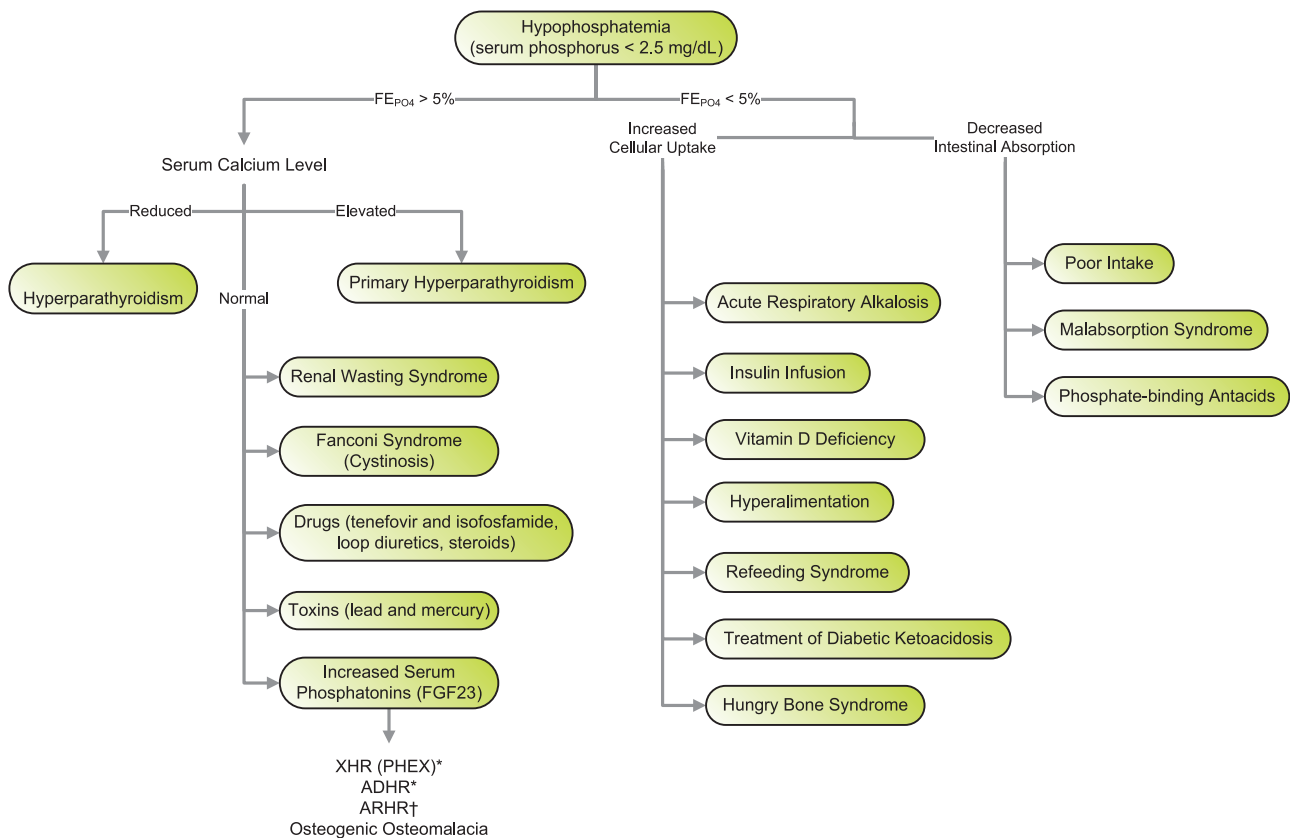 Hypophosphatemia
(serum phosphorus < 2.5 mg/dL)
FEPO4 > 5%
FEPO4 < 5%
Serum Calcium Level
Reduced
Elevated
Hyperparathyroidism
Normal
Primary Hyperparathyroidism
Renal Wasting Syndrome
Fanconi Syndrome
(Cystinosis)
Drugs (tenefovir and isofosfamide,
loop diuretics, steroids)
Toxins (lead and mercury)
Increased Serum
Phosphatonins (FGF23)
XHR (PHEX)*
ADHR*
ARHR†
Osteogenic Osteomalacia
Increased
Cellular Uptake
Acute Respiratory Alkalosis
Insulin Infusion
Vitamin D Deficiency
Hyperalimentation
Refeeding Syndrome
Treatment of Diabetic Ketoacidosis
Hungry Bone Syndrome
Decreased
Intestinal Absorption
Poor Intake
Malabsorption Syndrome
Phosphate-binding Antacids